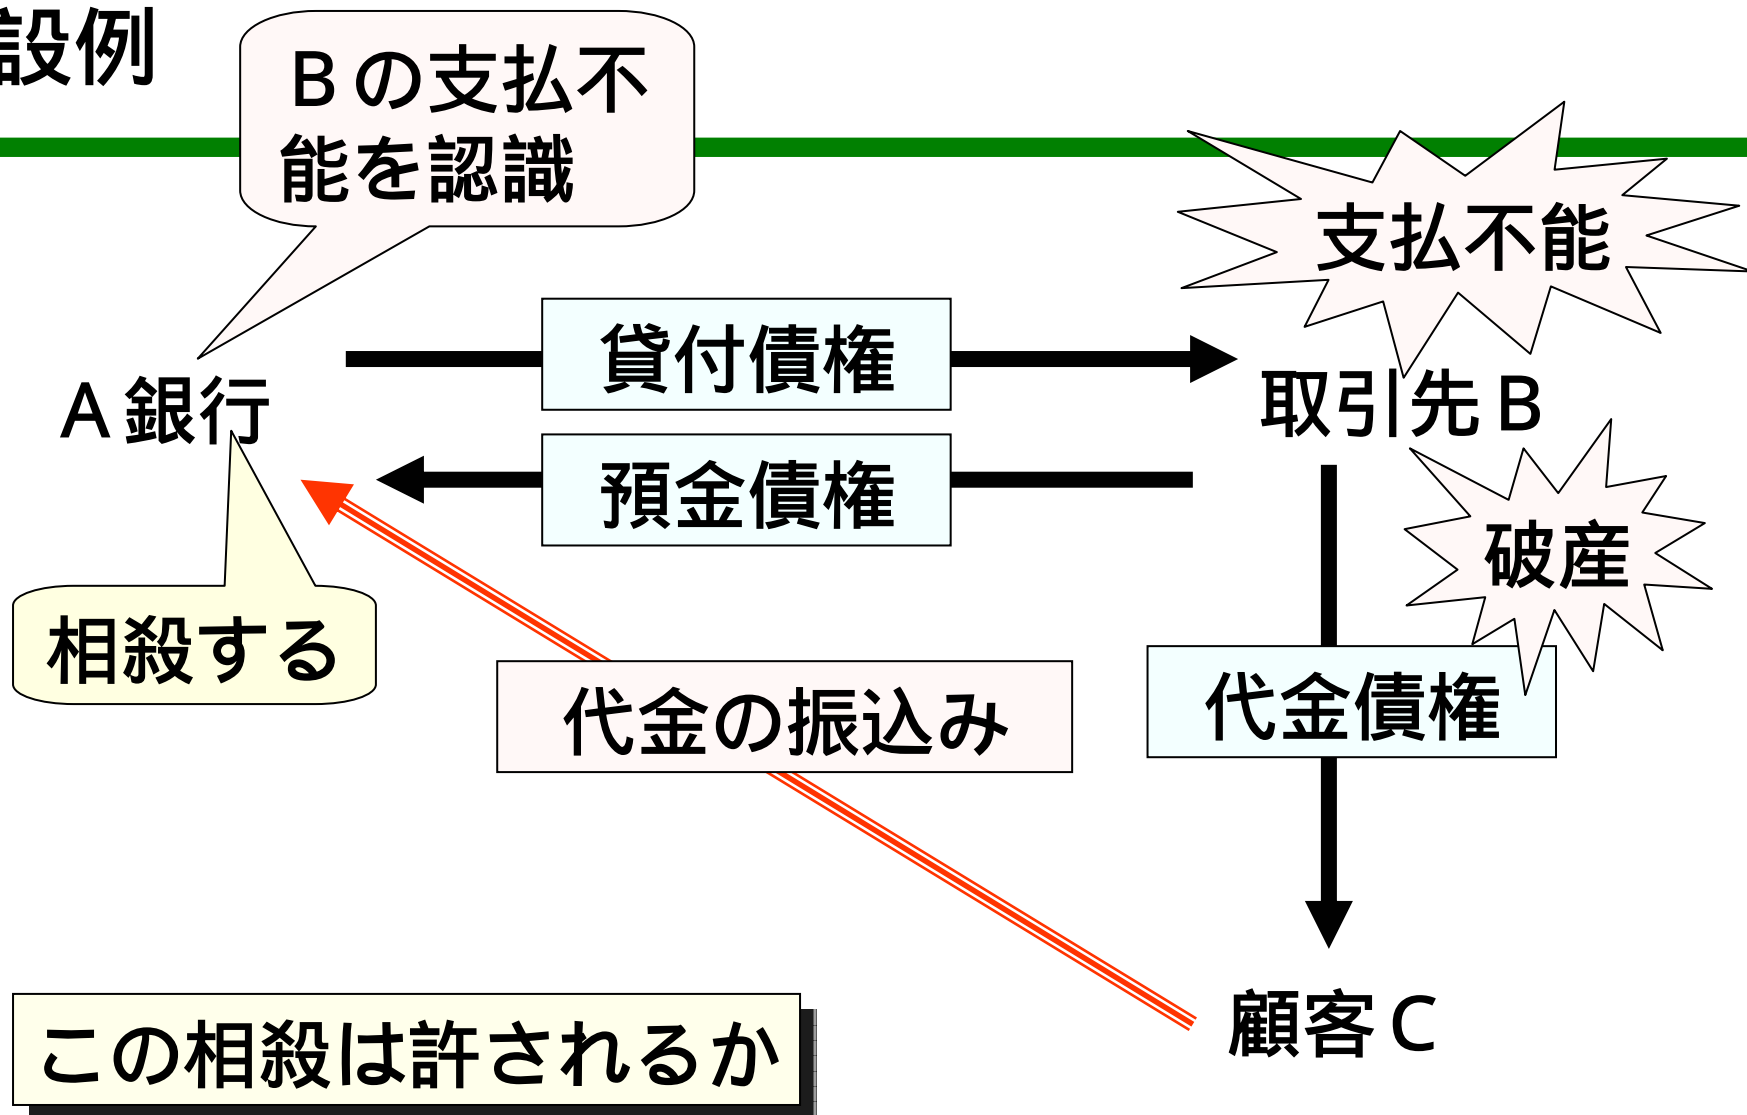 設例
Ｂの支払不
能を認識
支払不能
貸付債権
Ａ銀行
取引先Ｂ
預金債権
破産
相殺する
代金の振込み
代金債権
顧客Ｃ
この相殺は許されるか